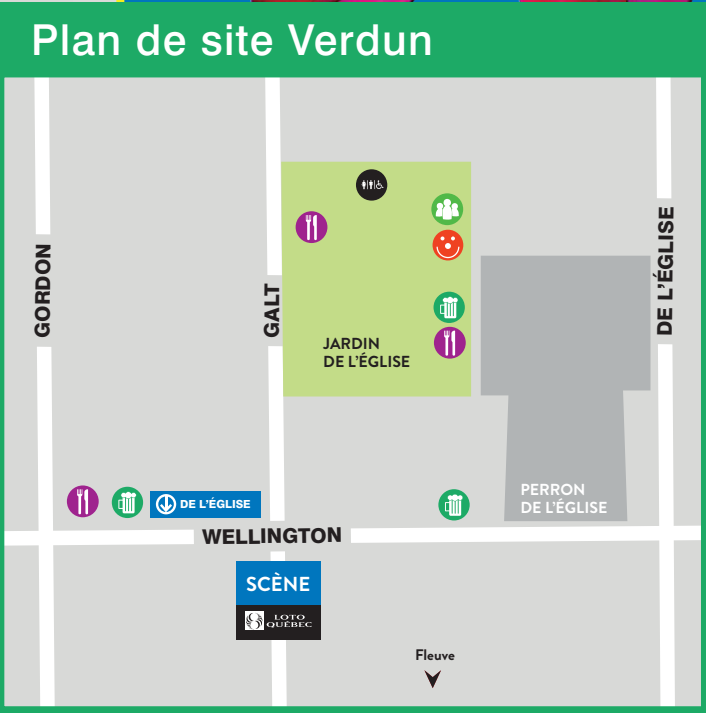 Plan de site Verdun
GORDON
GALT
DE L'ÉGLISE
JARDIN
DE L'ÉGLISE
DE L'ÉGLISE
PERRON
DE L'ÉGLISE
WELLINGTON
SCÈNE
LOTO
QUÉBEC
Fleuve